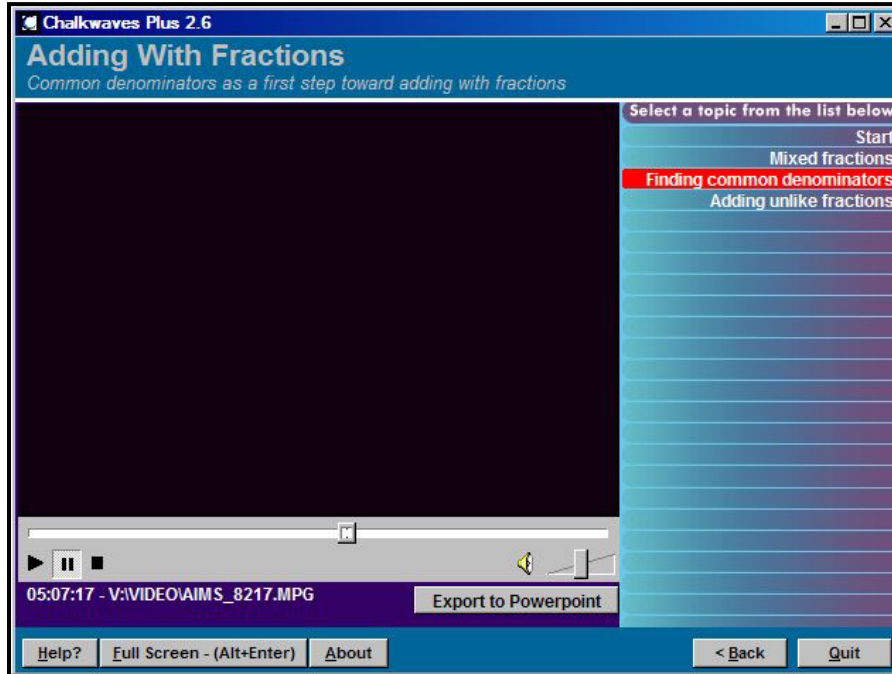 Chalkwaves Plus 2.6
Adding With Fractions
Common denominators as a first step toward adding with fractions
Select a topic from the list below
Start
Mixed fractions
Finding common denominators
Adding unlike fractions
05:07:17 - V:\VIDEO\AIMS_8217.MPG
Export to Powerpoint
Help?
Full Screen - (Alt+Enter)
About
< Back
Quit